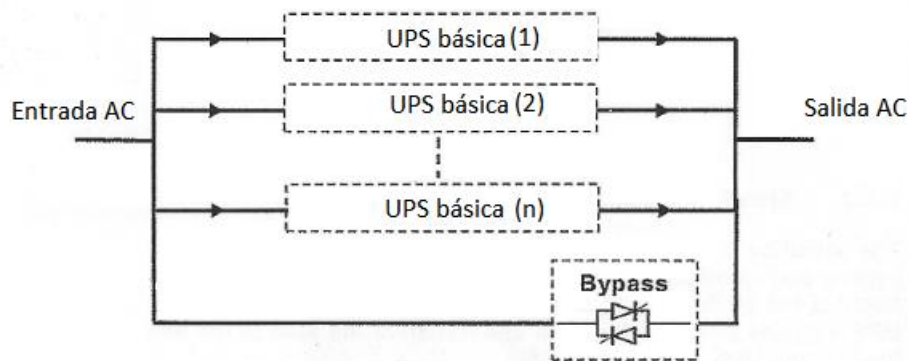 UPS básica (1)
Entrada AC
UPS básica (2)
Salida AC
UPS básica (n)
Bypass